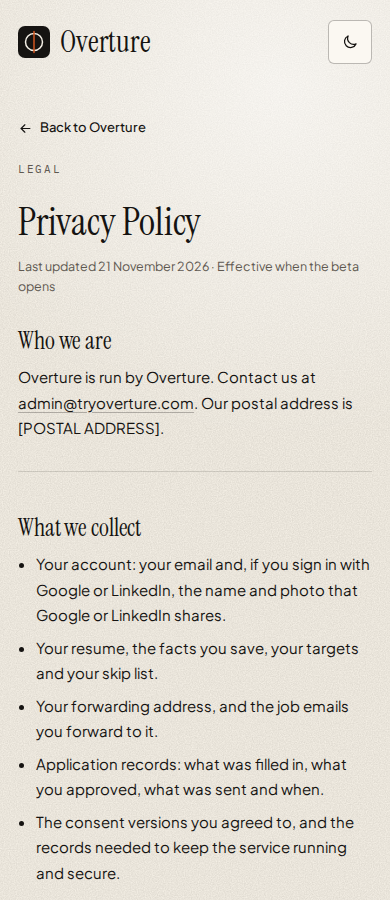 Overture
← Back to Overture
LEGAL
Privacy Policy
Last updated 21 November 2026 · Effective when the beta
opens
Who we are
Overture is run by Overture. Contact us at
admin@tryoverture.com. Our postal address is
[POSTAL ADDRESS].
What we collect
• Your account: your email and, if you sign in with
Google or LinkedIn, the name and photo that
Google or LinkedIn shares.
• Your resume, the facts you save, your targets
and your skip list.
• Your forwarding address, and the job emails
you forward to it.
• Application records: what was filled in, what
you approved, what was sent and when.
• The consent versions you agreed to, and the
records needed to keep the service running
and secure.